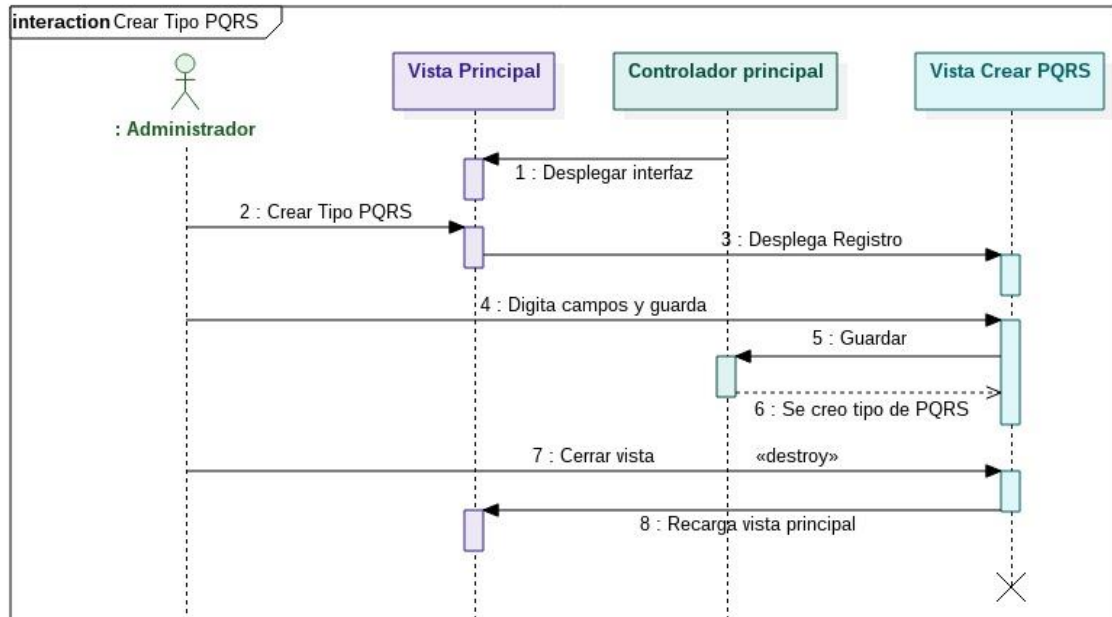 interaction Crear Tipo PQRS
Vista Principal
Controlador principal
Vista Crear PQRS
: Administrador
1 : Desplegar interfaz
2 : Crear Tipo PQRS
3 : Desplega Registro
4 : Digita campos y guarda
5 : Guardar
6 : Se creo tipo de PQRS
7 : Cerrar vista
«destroy»
8 : Recarga vista principal